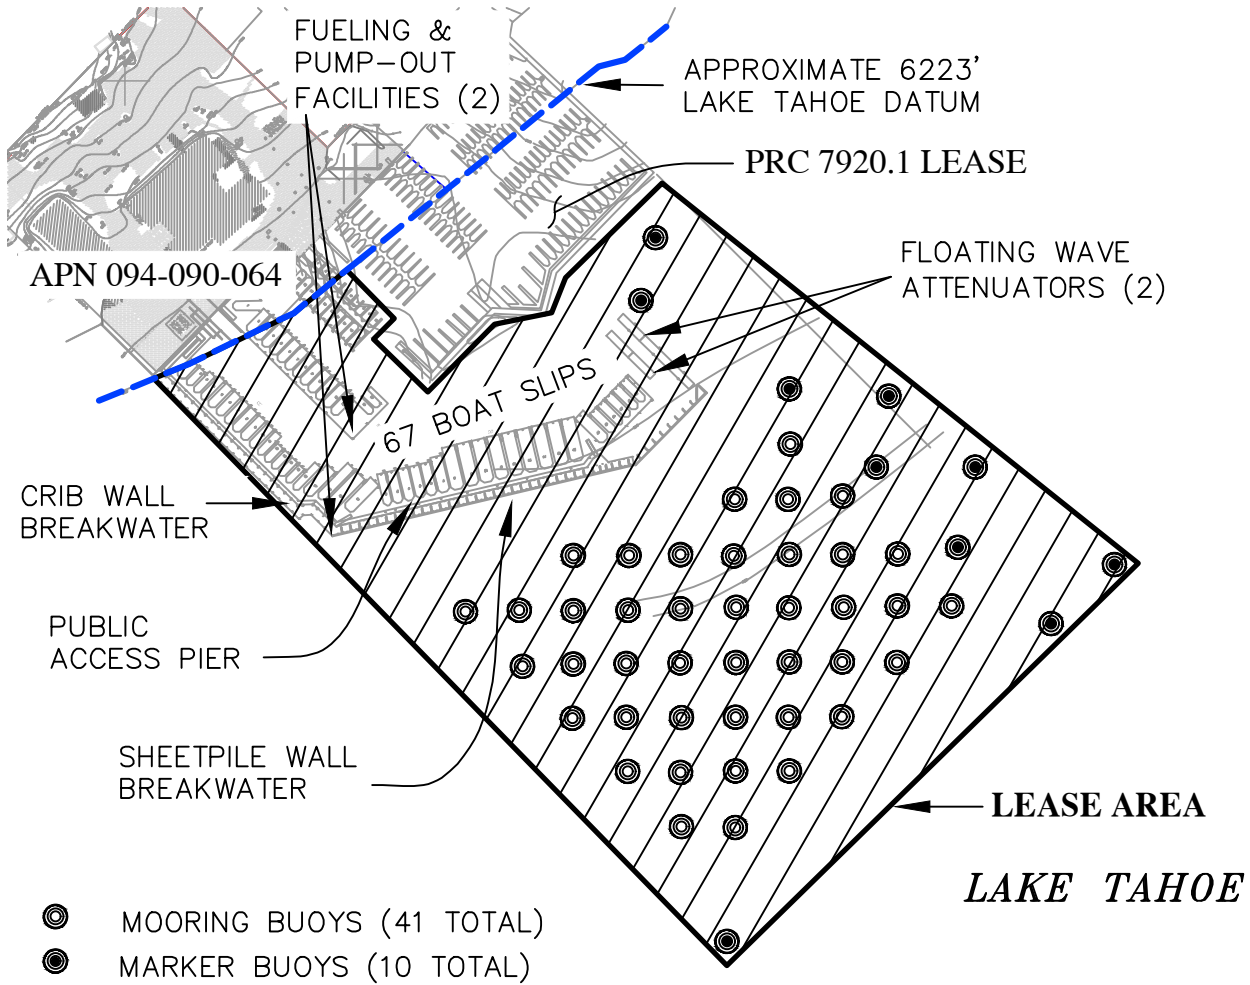 FUELING &
PUMP-OUT
FACILITIES (2)
APPROXIMATE 6223'
LAKE TAHOE DATUM
PRC 7920.1 LEASE
FLOATING WAVE
ATTENUATORS (2)
APN 094-090-064
67 BOAT SLIPS
CRIB WALL
BREAKWATER
PUBLIC
ACCESS PIER
SHEETPILE WALL
BREAKWATER
LEASE AREA
LAKE TAHOE
MOORING BUOYS (41 TOTAL)
MARKER BUOYS (10 TOTAL)